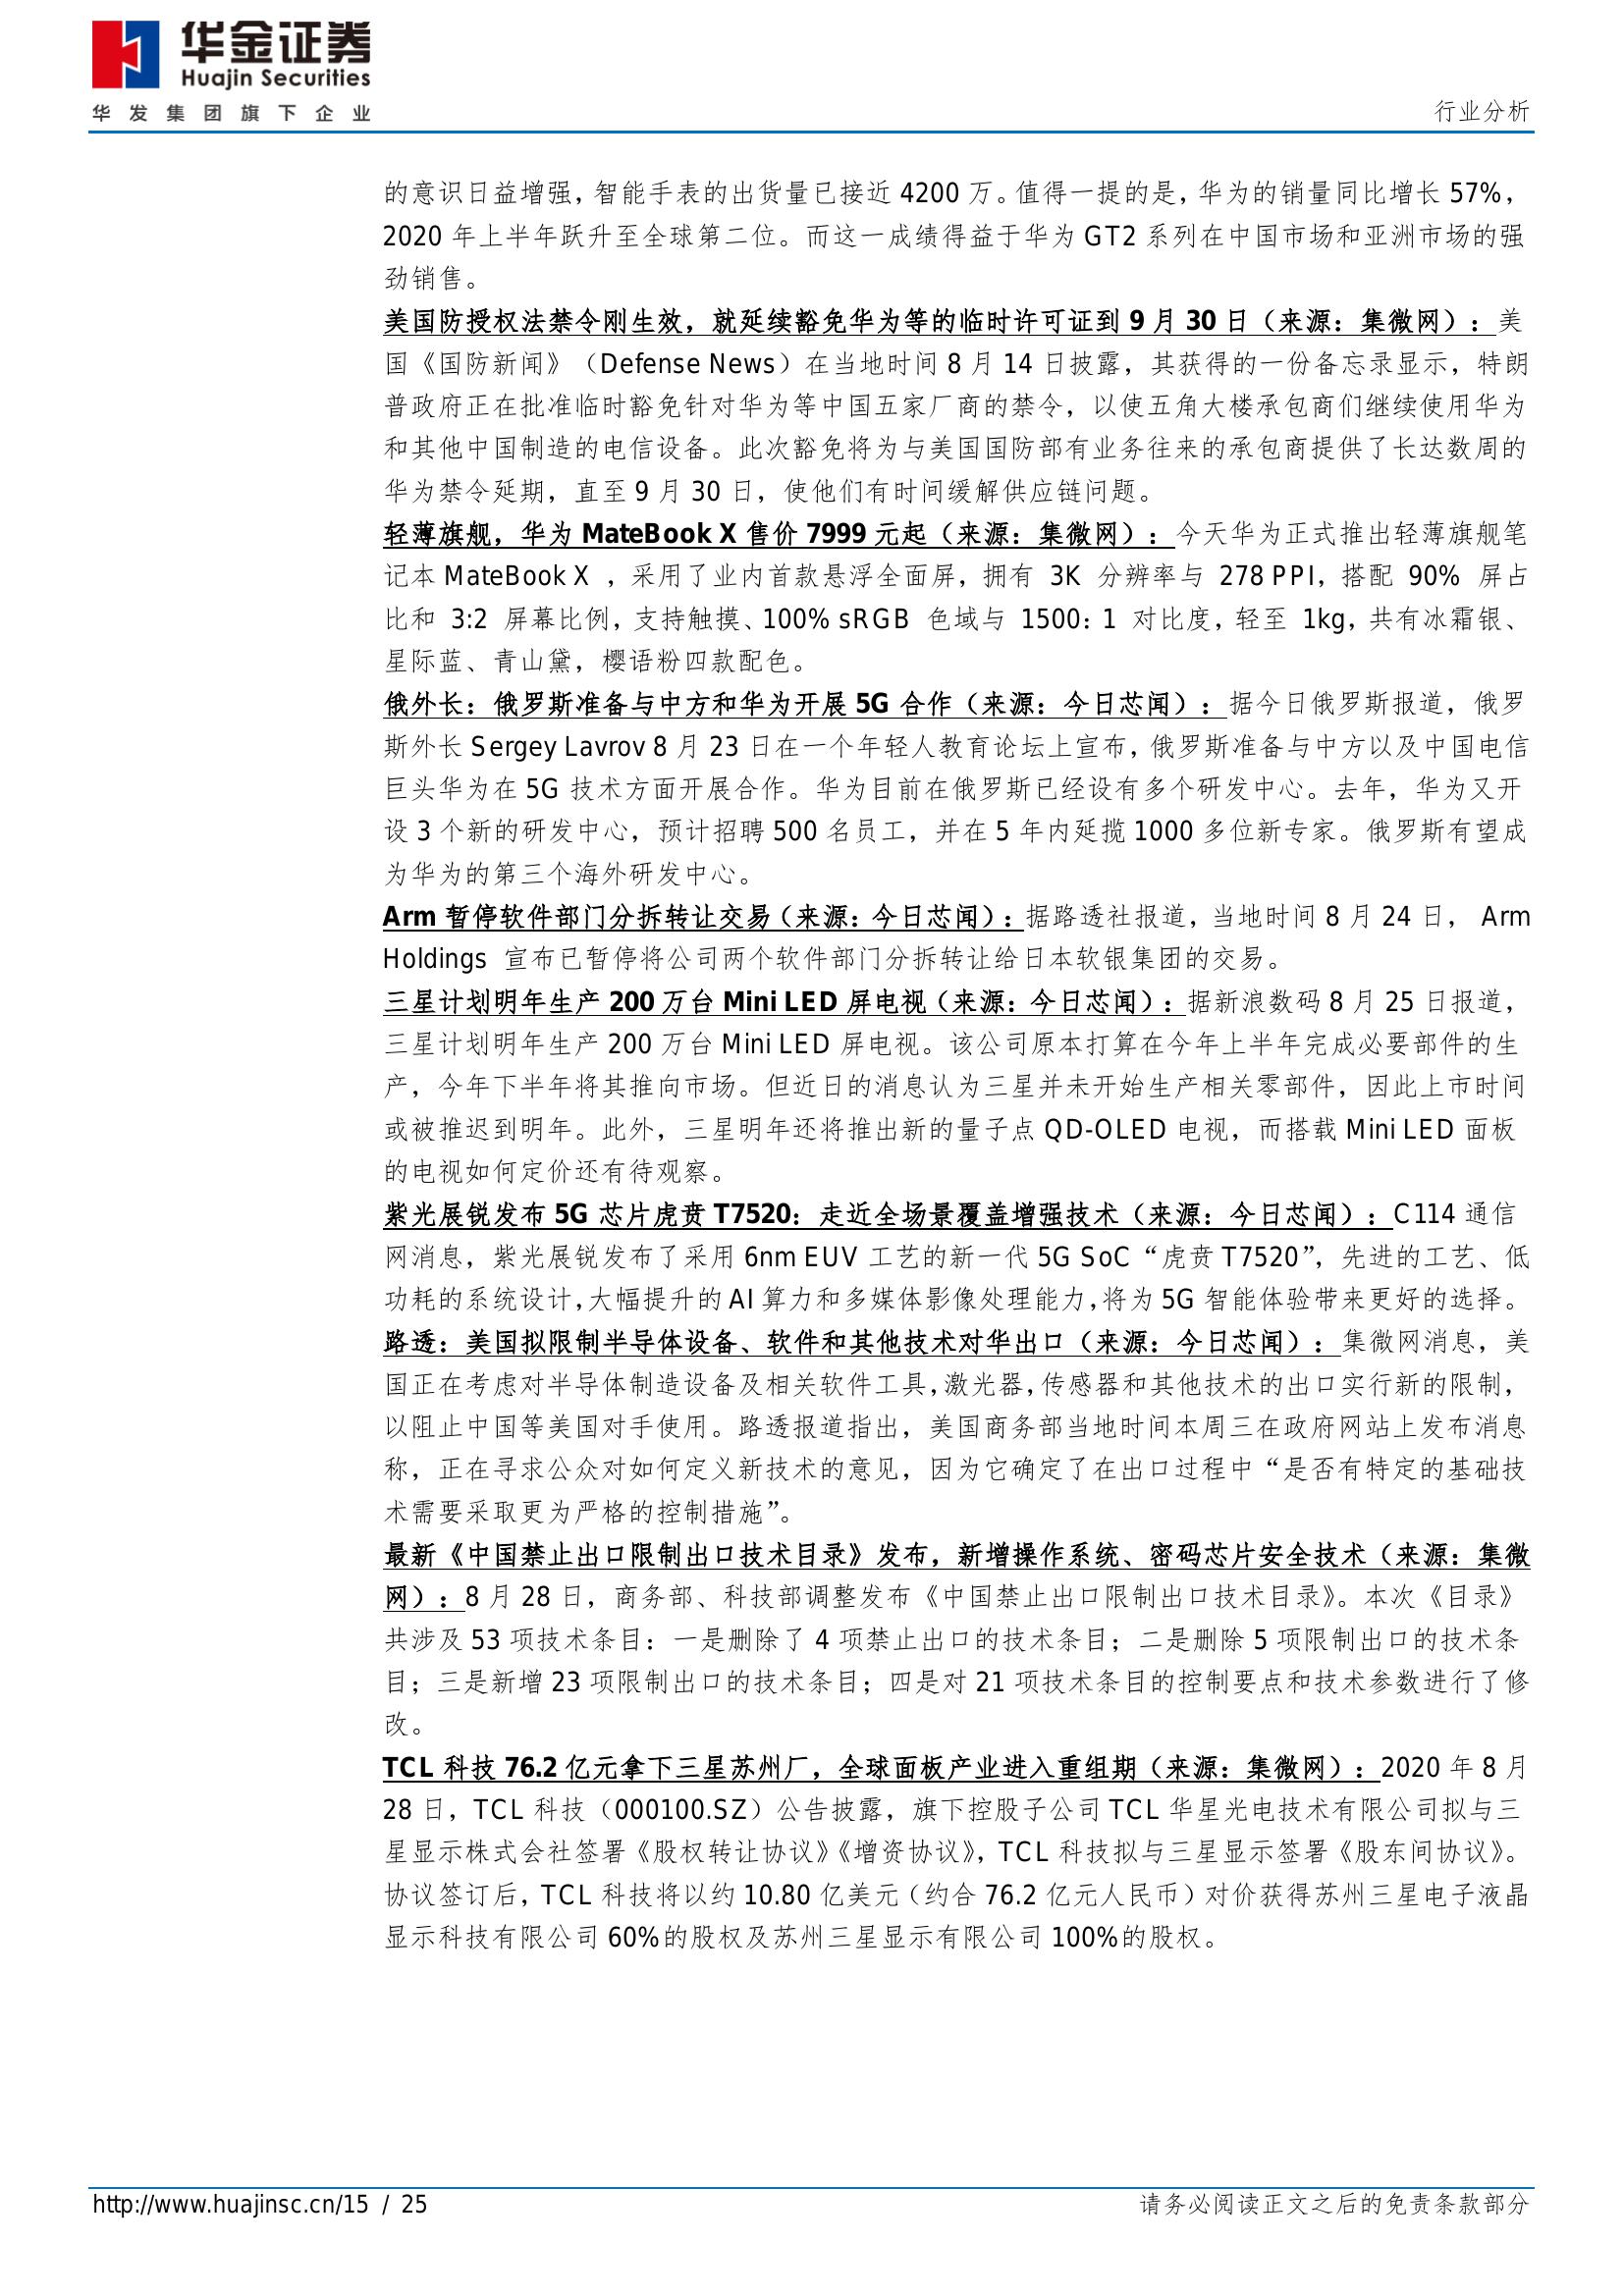 华金证券
Huajin Securities
华发集团旗下企业
行业分析
的意识日益增强，智能手表的出货量已接近 4200 万。值得一提的是，华为的销量同比增长 57%，
2020 年上半年跃升至全球第二位。而这一成绩得益于华为 GT2 系列在中国市场和亚洲市场的强
劲销售。
美国防授权法禁令刚生效，就延续豁免华为等的临时许可证到 9 月 30 日（来源：集微网）：美
国《国防新闻》（Defense News）在当地时间 8 月 14 日披露，其获得的一份备忘录显示，特朗
普政府正在批准临时豁免针对华为等中国五家厂商的禁令，以使五角大楼承包商们继续使用华为
和其他中国制造的电信设备。此次豁免将为与美国国防部有业务往来的承包商提供了长达数周的
华为禁令延期，直至 9 月 30 日，使他们有时间缓解供应链问题。
轻薄旗舰，华为 MateBook X 售价 7999 元起（来源：集微网）：今天华为正式推出轻薄旗舰笔
记本 MateBook X ，采用了业内首款悬浮全面屏，拥有 3K 分辨率与 278 PPI，搭配 90% 屏占
比和 3:2 屏幕比例，支持触摸、100% sRGB 色域与 1500：1 对比度，轻至 1kg，共有冰霜银、
星际蓝、青山黛，樱语粉四款配色。
俄外长：俄罗斯准备与中方和华为开展 5G 合作（来源：今日芯闻）：据今日俄罗斯报道，俄罗
斯外长 Sergey Lavrov 8 月 23 日在一个年轻人教育论坛上宣布，俄罗斯准备与中方以及中国电信
巨头华为在 5G 技术方面开展合作。华为目前在俄罗斯已经设有多个研发中心。去年，华为又开
设 3 个新的研发中心，预计招聘 500 名员工，并在 5 年内延揽 1000 多位新专家。俄罗斯有望成
为华为的第三个海外研发中心。
Arm 暂停软件部门分拆转让交易（来源：今日芯闻）：据路透社报道，当地时间 8 月 24 日， Arm
Holdings 宣布已暂停将公司两个软件部门分拆转让给日本软银集团的交易。
三星计划明年生产 200 万台 Mini LED 屏电视（来源：今日芯闻）：据新浪数码 8 月 25 日报道，
三星计划明年生产 200 万台 Mini LED 屏电视。该公司原本打算在今年上半年完成必要部件的生
产，今年下半年将其推向市场。但近日的消息认为三星并未开始生产相关零部件，因此上市时间
或被推迟到明年。此外，三星明年还将推出新的量子点 QD-OLED 电视，而搭载 Mini LED 面板
的电视如何定价还有待观察。
紫光展锐发布 5G 芯片虎贲 T7520：走近全场景覆盖增强技术（来源：今日芯闻）：C114 通信
网消息，紫光展锐发布了采用 6nm EUV 工艺的新一代 5G SoC“虎贲 T7520”，先进的工艺、低
功耗的系统设计，大幅提升的 AI 算力和多媒体影像处理能力，将为 5G 智能体验带来更好的选择。
路透：美国拟限制半导体设备、软件和其他技术对华出口（来源：今日芯闻）：集微网消息，美
国正在考虑对半导体制造设备及相关软件工具，激光器，传感器和其他技术的出口实行新的限制，
以阻止中国等美国对手使用。路透报道指出，美国商务部当地时间本周三在政府网站上发布消息
称，正在寻求公众对如何定义新技术的意见，因为它确定了在出口过程中“是否有特定的基础技
术需要采取更为严格的控制措施”。
最新《中国禁止出口限制出口技术目录》发布，新增操作系统、密码芯片安全技术（来源：集微
网）：8 月 28 日，商务部、科技部调整发布《中国禁止出口限制出口技术目录》。本次《目录》
共涉及 53 项技术条目：一是删除了 4 项禁止出口的技术条目；二是删除 5 项限制出口的技术条
目；三是新增 23 项限制出口的技术条目；四是对 21 项技术条目的控制要点和技术参数进行了修
改。
TCL 科技 76.2 亿元拿下三星苏州厂，全球面板产业进入重组期（来源：集微网）：2020 年 8 月
28 日，TCL 科技（000100.SZ）公告披露，旗下控股子公司 TCL 华星光电技术有限公司拟与三
星显示株式会社签署《股权转让协议》《增资协议》，TCL 科技拟与三星显示签署《股东间协议》。
协议签订后，TCL 科技将以约 10.80 亿美元（约合 76.2 亿元人民币）对价获得苏州三星电子液晶
显示科技有限公司 60%的股权及苏州三星显示有限公司 100%的股权。
http://www.huajinsc.cn/15 / 25
请务必阅读正文之后的免责条款部分